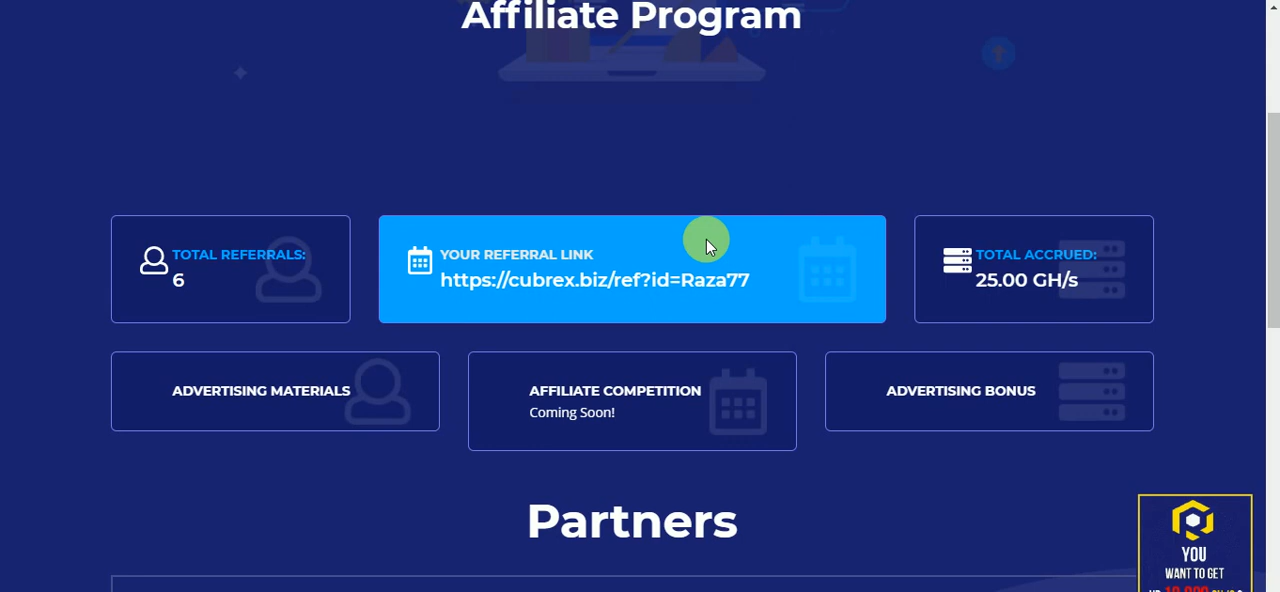 Affiliate Program
TOTAL REFERRALS:
6
YOUR REFERRAL LINK
https://cubrex.biz/ref?id=Raza77
TOTAL ACCRUED:
25.00 GH/s
ADVERTISING MATERIALS
AFFILIATE COMPETITION
Coming Soon!
ADVERTISING BONUS
Partners
YOU
WANT TO GET